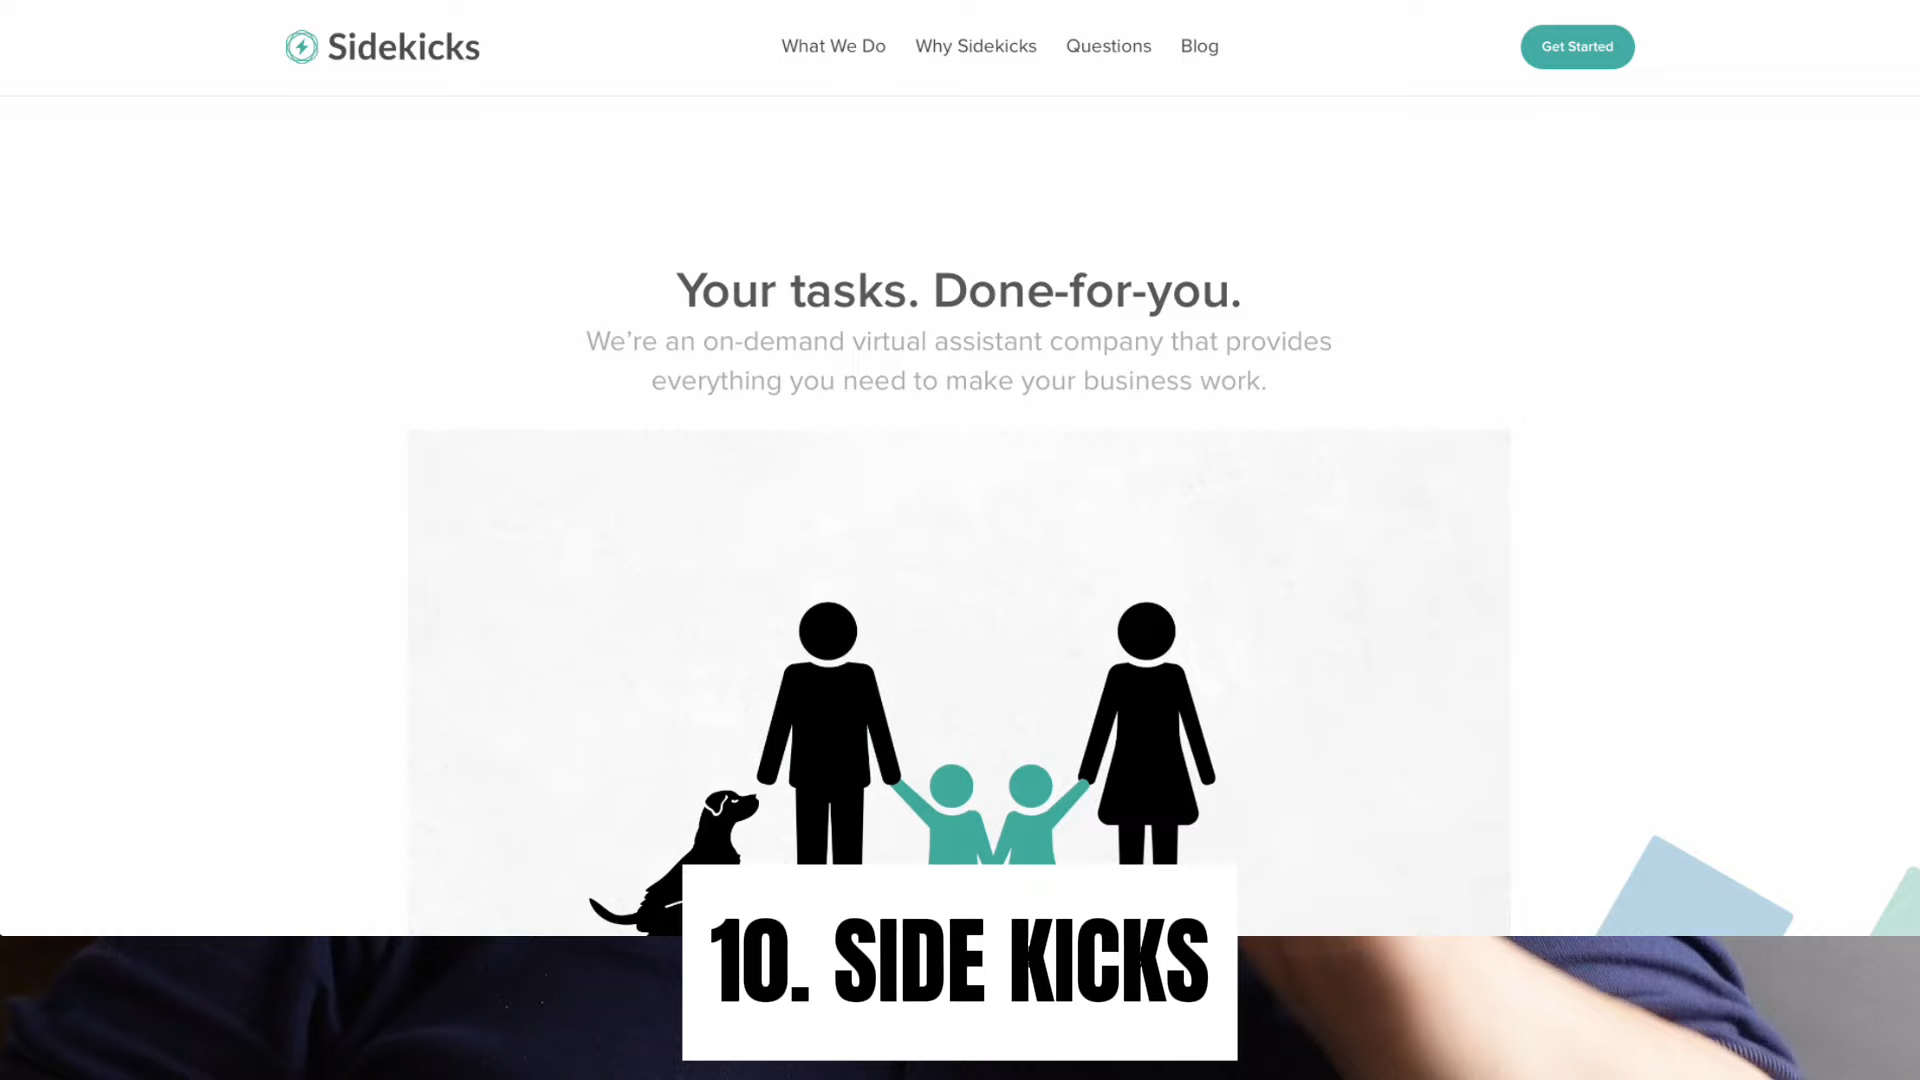 Sidekicks
What We Do
Why Sidekicks
Questions
Blog
Get Started
Your tasks. Done-for-you.
We’re an on-demand virtual assistant company that provides
everything you need to make your business work.
10. SIDE KICKS